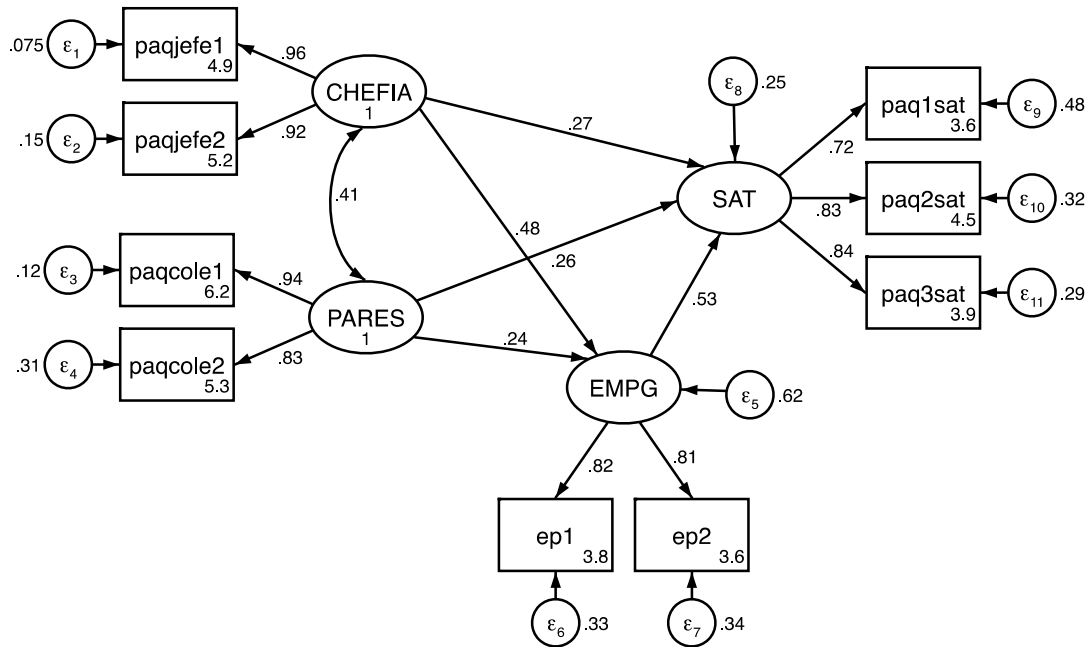 .075
ε1
paqjefe1
4.9
.96
CHEFIA
1
.15
ε2
paqjefe2
5.2
.92
ε8
.25
.27
SAT
paq1sat
3.6
ε9
.48
.72
paq2sat
4.5
ε10
.32
.83
paq3sat
3.9
ε11
.29
.84
.41
.48
.26
.53
.12
ε3
paqcole1
6.2
.94
PARES
1
.31
ε4
paqcole2
5.3
.83
.24
EMPG
ε5
.62
.82
.81
ep1
3.8
ep2
3.6
ε6
.33
ε7
.34